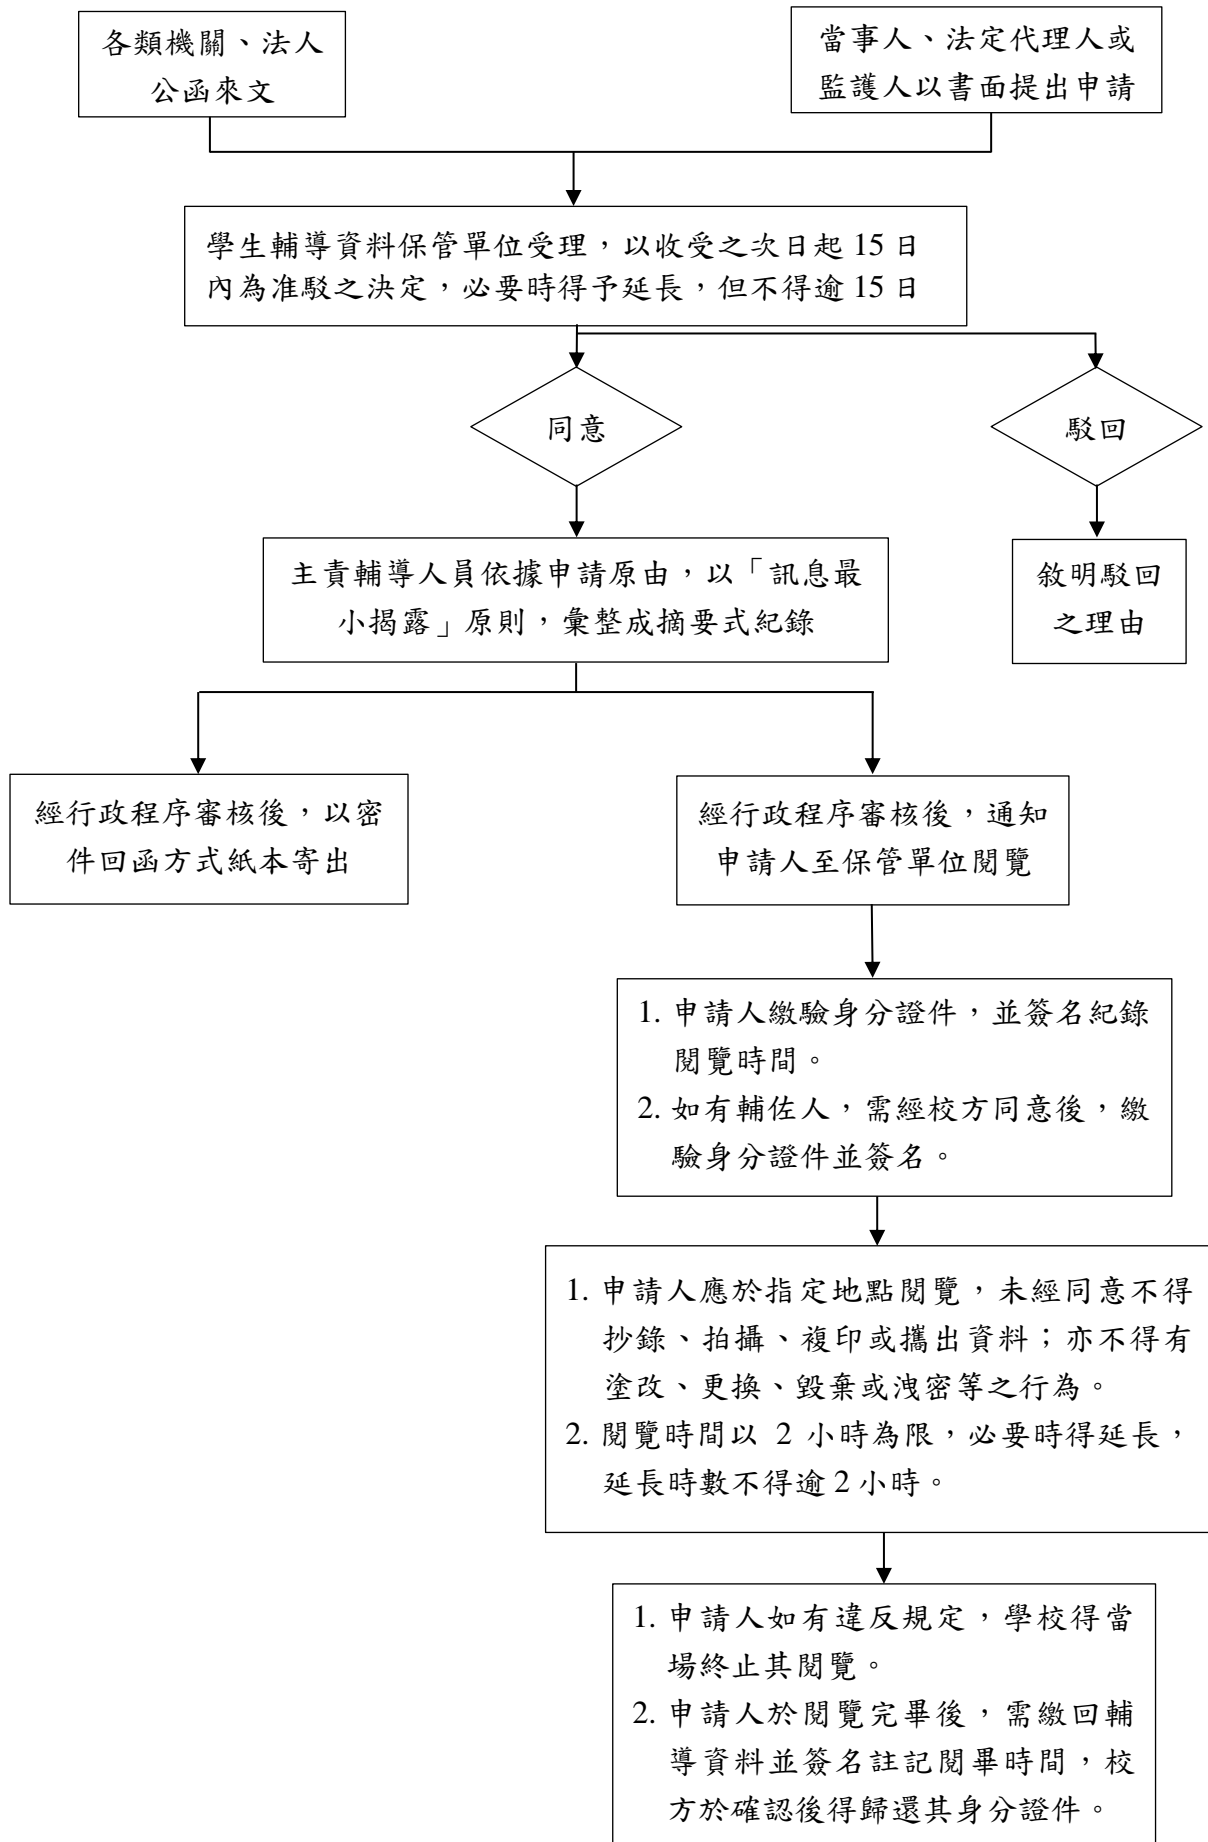 各類機關、法人
公函來文
當事人、法定代理人或
監護人以書面提出申請
學生輔導資料保管單位受理，以收受之次日起 15 日
內為准駁之決定，必要時得予延長，但不得逾 15 日
同意
駁回
主責輔導人員依據申請原由，以「訊息最
小揭露」原則，彙整成摘要式紀錄
敘明駁回
之理由
經行政程序審核後，以密
件回函方式紙本寄出
經行政程序審核後，通知
申請人至保管單位閱覽
1. 申請人繳驗身分證件，並簽名紀錄
閱覽時間。
2. 如有輔佐人，需經校方同意後，繳
驗身分證件並簽名。
1. 申請人應於指定地點閱覽，未經同意不得
抄錄、拍攝、複印或攜出資料；亦不得有
塗改、更換、毀棄或洩密等之行為。
2. 閱覽時間以 2 小時為限，必要時得延長，
延長時數不得逾 2 小時。
1. 申請人如有違反規定，學校得當
場終止其閱覽。
2. 申請人於閱覽完畢後，需繳回輔
導資料並簽名註記閱畢時間，校
方於確認後得歸還其身分證件。